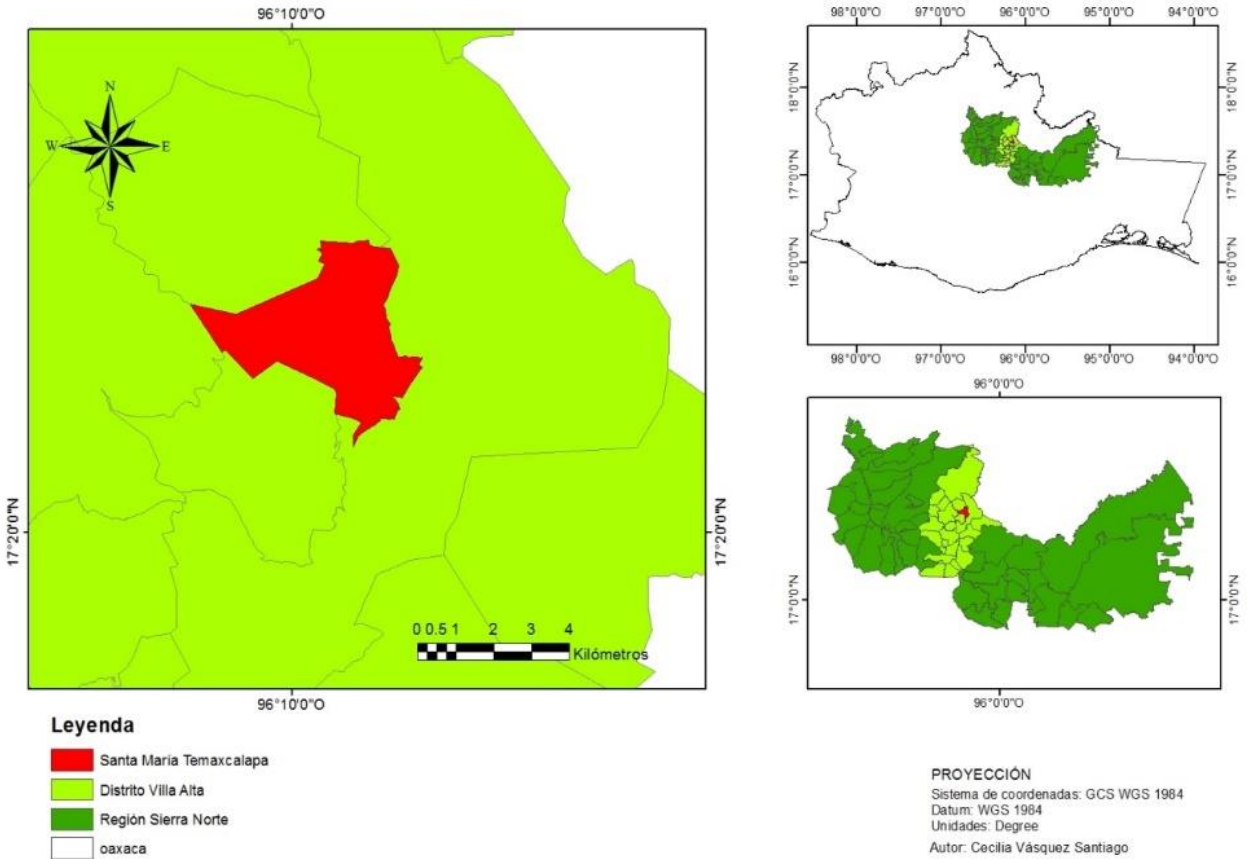 96°10'0"O
N
W
E
S
17°20'0"N
17°20'0"N
0 0.5 1 2 3 4
Kilómetros
96°10'0"O
98°0'0"O 97°0'0"O 96°0'0"O 95°0'0"O 94°0'0"O
18°0'0"N
18°0'0"N
17°0'0"N
17°0'0"N
16°0'0"N
16°0'0"N
98°0'0"O 97°0'0"O 96°0'0"O 95°0'0"O 94°0'0"O
96°0'0"O
17°0'0"N
17°0'0"N
96°0'0"O
Leyenda
Santa María Temaxcalapa
Distrito Villa Alta
Región Sierra Norte
oaxaca
PROYECCIÓN
Sistema de coordenadas: GCS WGS 1984
Datum: WGS 1984
Unidades: Degree
Autor: Cecilia Vásquez Santiago